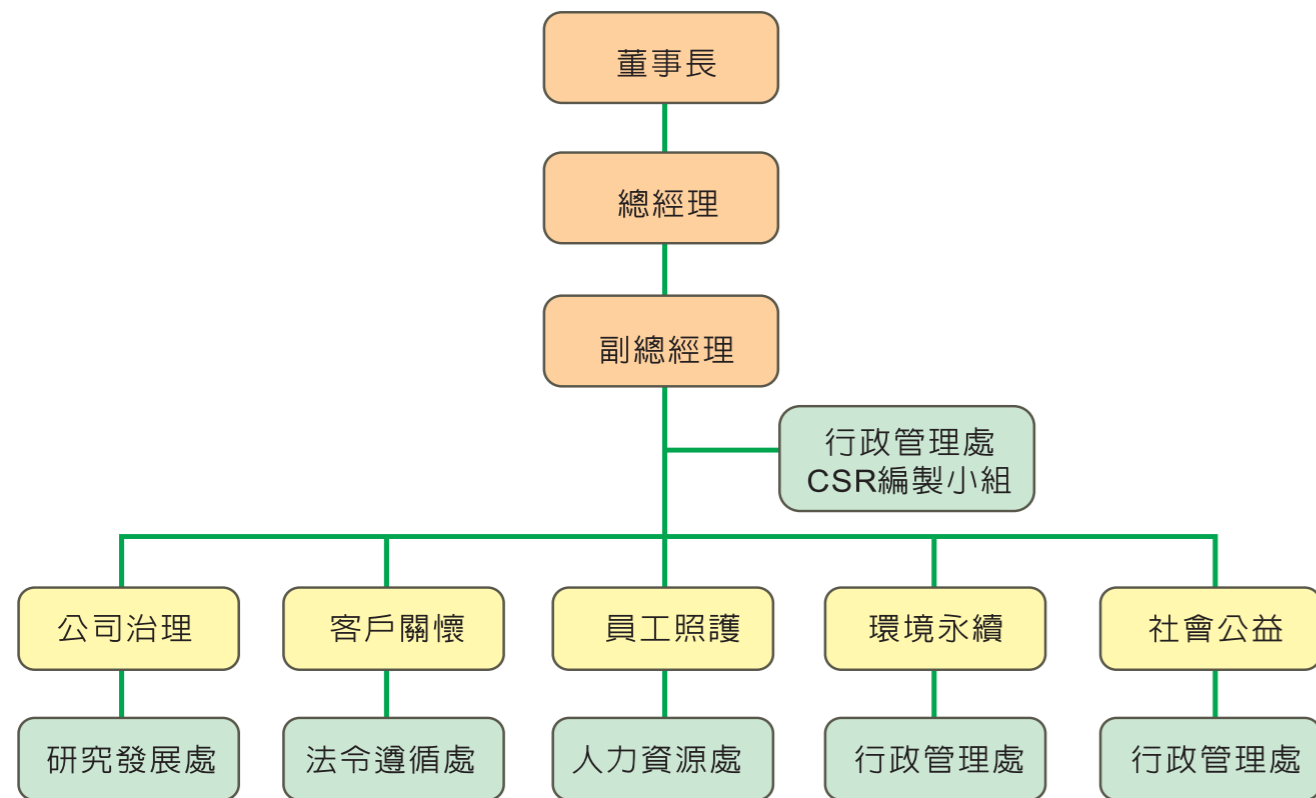 董事長
總經理
副總經理
行政管理處
CSR編製小組
公司治理
客戶關懷
員工照護
環境永續
社會公益
研究發展處
法令遵循處
人力資源處
行政管理處
行政管理處